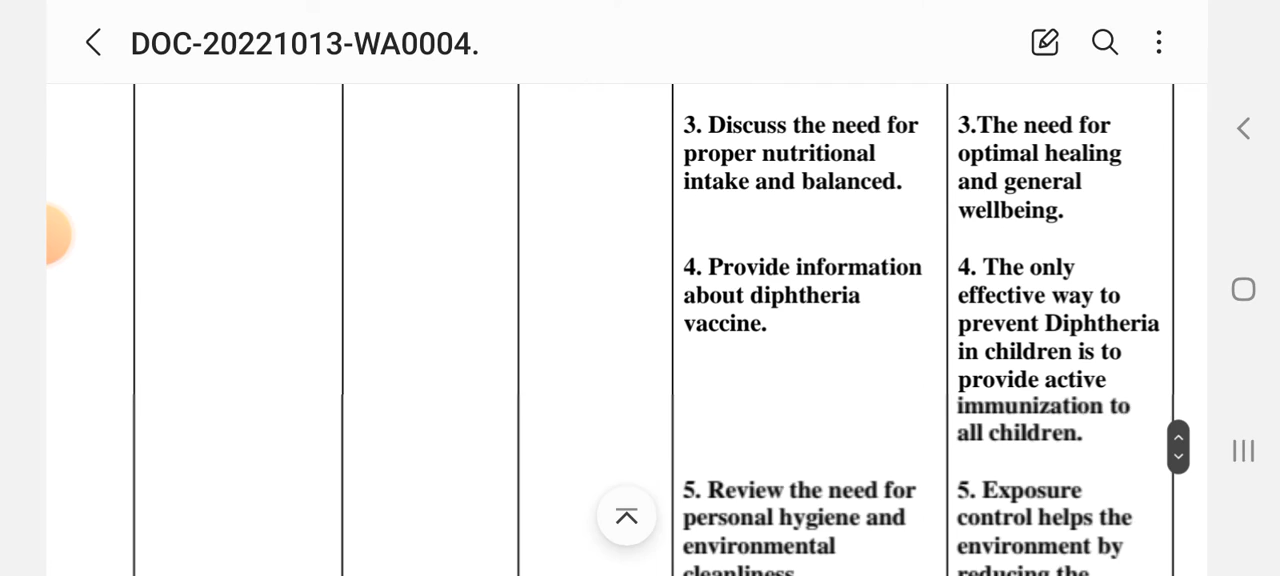 DOC-20221013-WA0004.
3. Discuss the need for
proper nutritional
intake and balanced.
4. Provide information
about diphtheria
vaccine.
5. Review the need for
personal hygiene and
environmental
cleanliness
3.The need for
optimal healing
and general
wellbeing.
4. The only
effective way to
prevent Diphtheria
in children is to
provide active
immunization to
all children.
5. Exposure
control helps the
environment by
reducing the